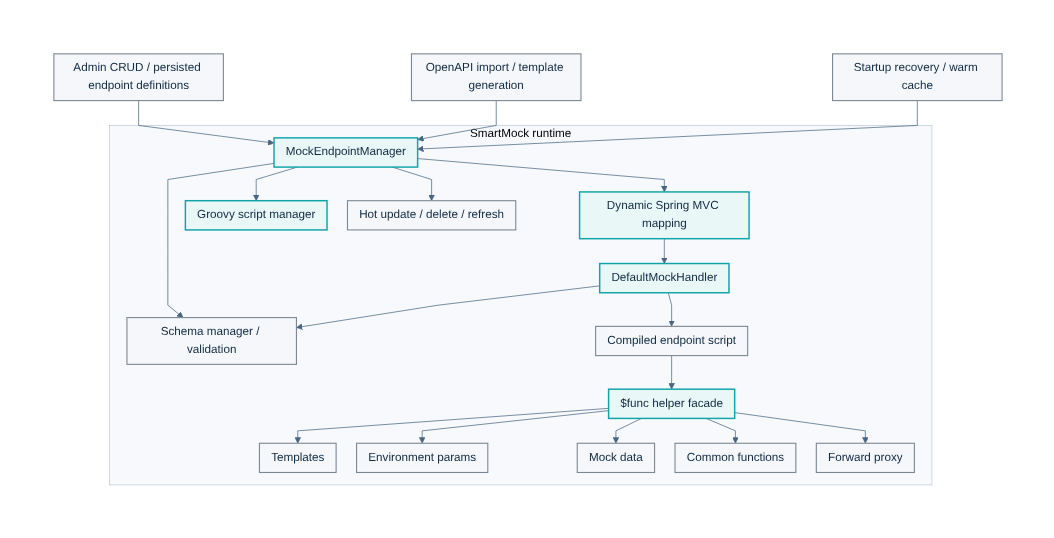 Admin CRUD / persisted
endpoint definitions
OpenAPI import / template
generation
Startup recovery / warm
cache
SmartMock runtime
MockEndpointManager
Groovy script manager
Hot update / delete / refresh
Dynamic Spring MVC
mapping
DefaultMockHandler
Schema manager /
validation
Compiled endpoint script
$func helper facade
Templates
Environment params
Mock data
Common functions
Forward proxy